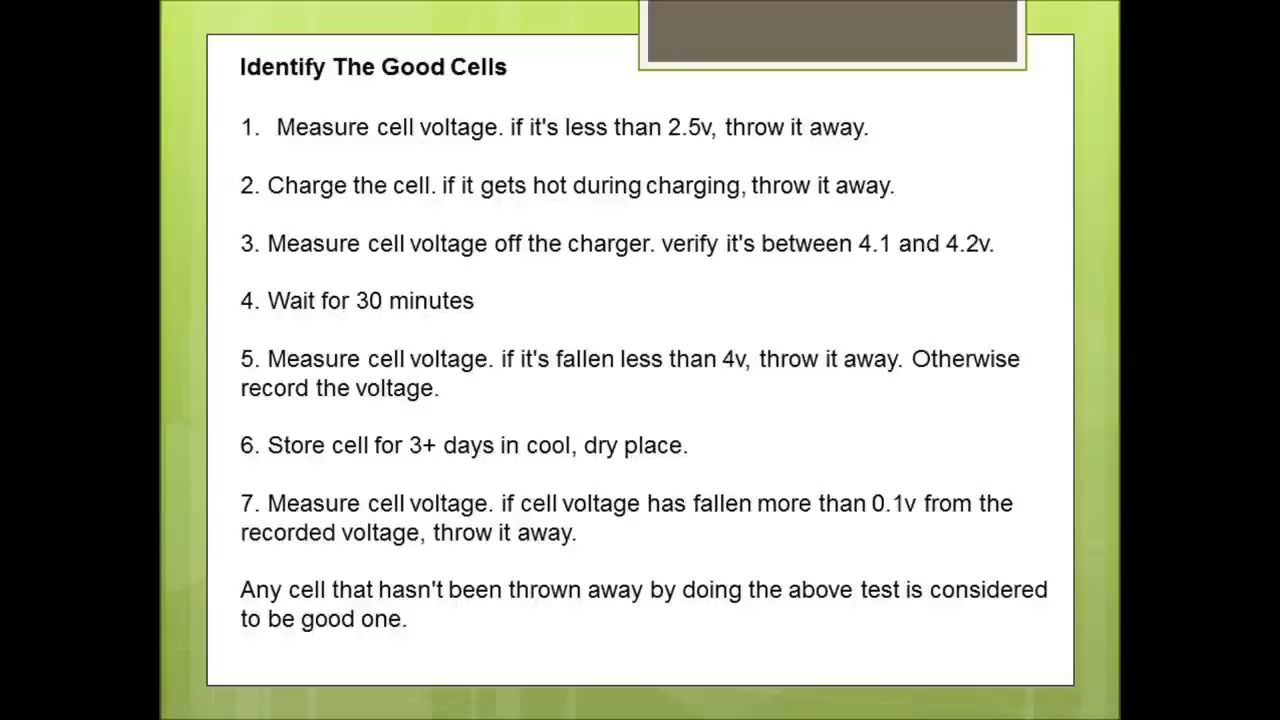 Identify The Good Cells
1. Measure cell voltage. if it's less than 2.5v, throw it away.
2. Charge the cell. if it gets hot during charging, throw it away.
3. Measure cell voltage off the charger. verify it's between 4.1 and 4.2v.
4. Wait for 30 minutes
5. Measure cell voltage. if it's fallen less than 4v, throw it away. Otherwise
record the voltage.
6. Store cell for 3+ days in cool, dry place.
7. Measure cell voltage. if cell voltage has fallen more than 0.1v from the
recorded voltage, throw it away.
Any cell that hasn't been thrown away by doing the above test is considered
to be good one.